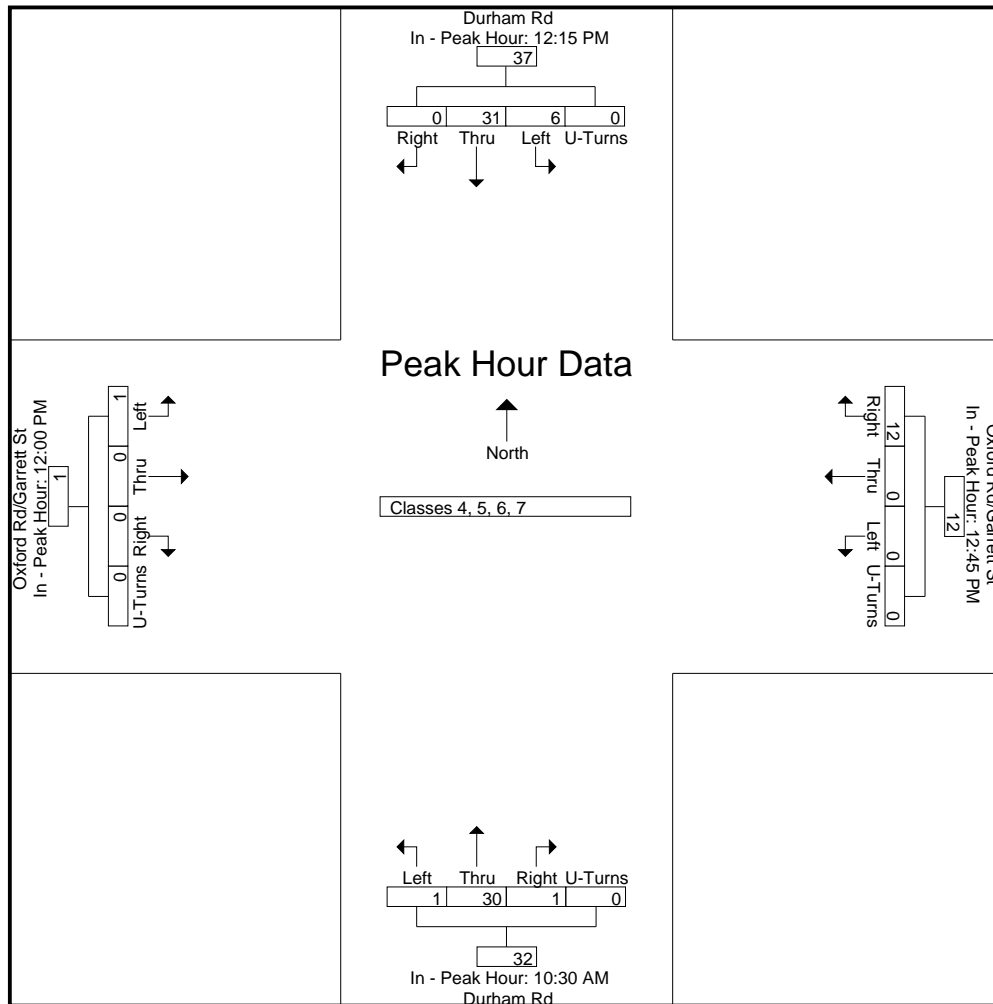 Durham Rd
In - Peak Hour: 12:15 PM
37
0 31 6 0
Right Thru Left U-Turns
Peak Hour Data
North
Classes 4, 5, 6, 7
Oxford Rd/Garrett St
In - Peak Hour: 12:00 PM
1
1 0 0 0
Left Thru Right U-Turns
Oxford Rd/Garrett St
In - Peak Hour: 12:45 PM
12
12 0 0 0
Right Thru Left U-Turns
Left Thru Right U-Turns
1 30 1 0
32
In - Peak Hour: 10:30 AM
Durham Rd